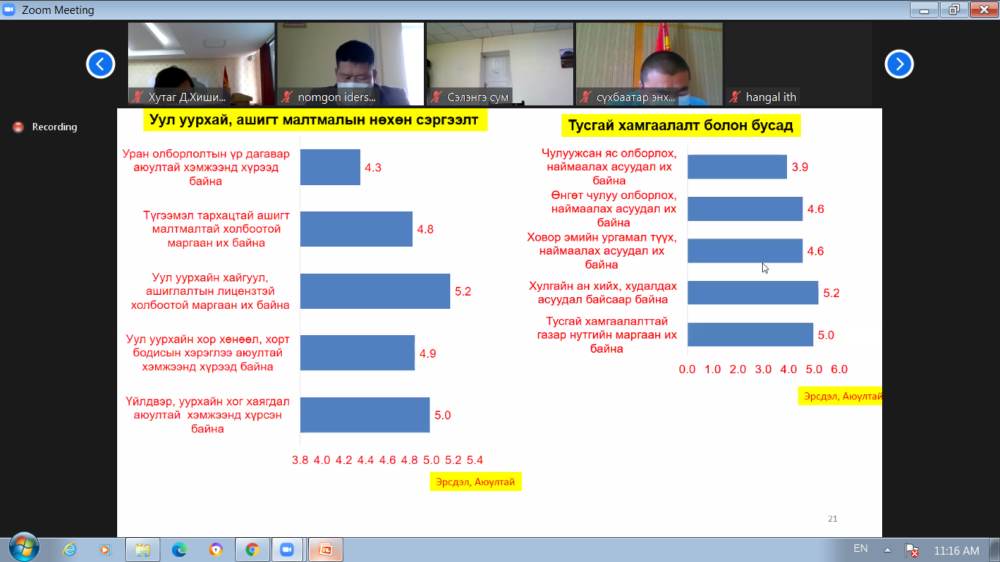 Zoom Meeting
Хутаг Д.Хиши...
nomgon iders...
Сэлэнгэ сум
сүхбаатар энх...
hangal ith
Recording
Уул уурхай, ашигт малтмалын нөхөн сэргээлт
Уран олборлолтын үр дагавар
аюултай хэмжээнд хүрээд
байна
4.3
Түгээмэл тархацтай ашигт
малтмалтай холбоотой
маргаан их байна
4.8
Уул уурхайн хайгуул,
ашиглалтын лицензтэй
холбоотой маргаан их байна
5.2
Уул уурхайн хор хөнөөл, хорт
бодисын хэрэглээ аюултай
хэмжээнд хүрээд байна
4.9
Үйлдвэр, уурхайн хог хаягдал
аюултай хэмжээнд хүрсэн
байна
5.0
3.8 4.0 4.2 4.4 4.6 4.8 5.0 5.2 5.4
Эрсдэл, Аюултай
Тусгай хамгаалалт болон бусад
Чулуужсан яс олборлох,
наймаалах асуудал их
байна
3.9
Өнгөт чулуу олборлох,
наймаалах асуудал их
байна
4.6
Ховор эмийн ургамал түүх,
наймаалах асуудал их
байна
4.6
Хулгайн ан хийх, худалдах
асуудал байсаар байна
5.2
Тусгай хамгаалалттай
газар нутгийн маргаан их
байна
5.0
0.0 1.0 2.0 3.0 4.0 5.0 6.0
Эрсдэл, Аюултай
21
EN
11:16 AM